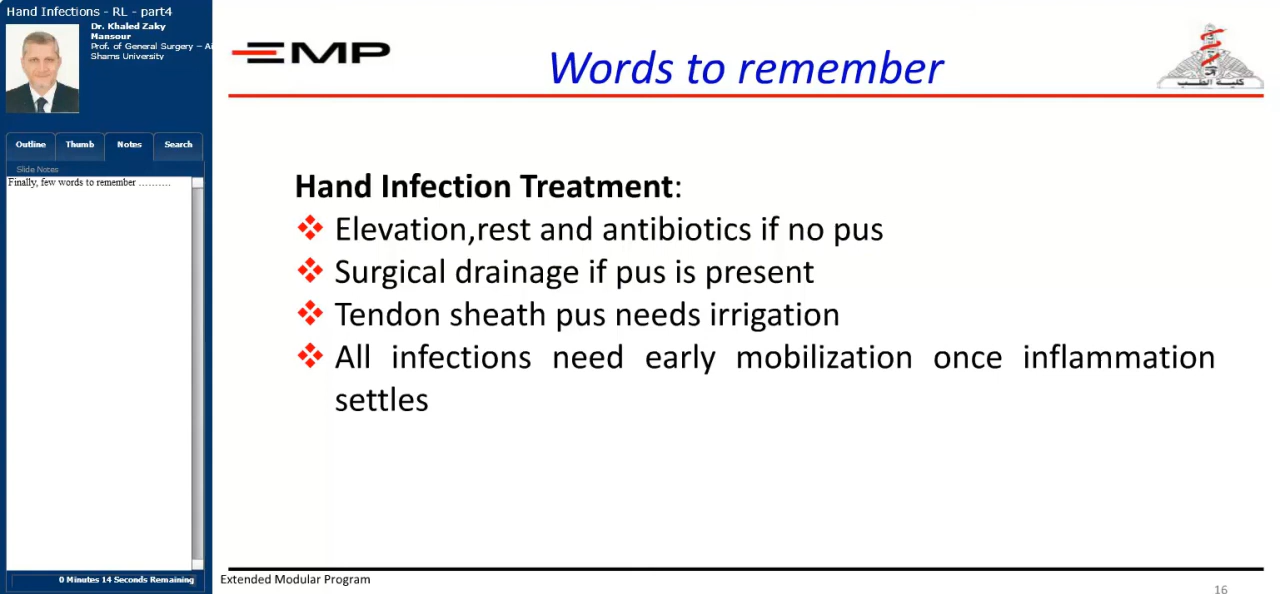 Hand Infections - RL - part4
Dr. Khaled Zaky
Mansour
Prof. of General Surgery – Ai
Shams University
EMP
Words to remember
كلية الطب
Outline
Thumb
Notes
Search
Slide Notes
Finally, few words to remember ……….
Hand Infection Treatment:
Elevation,rest and antibiotics if no pus
Surgical drainage if pus is present
Tendon sheath pus needs irrigation
All infections need early mobilization once inflammation
settles
0 Minutes 14 Seconds Remaining
Extended Modular Program
16